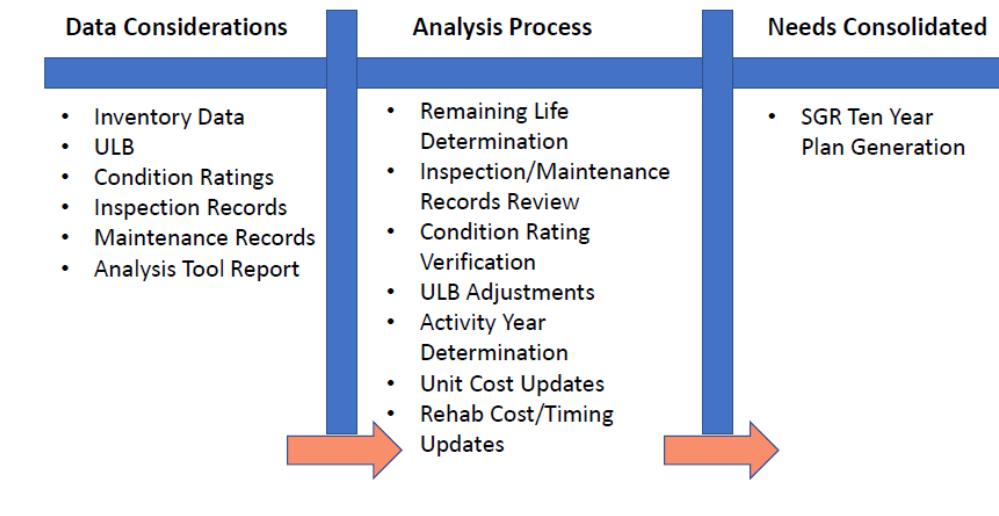 Data Considerations
• Inventory Data
• ULB
• Condition Ratings
• Inspection Records
• Maintenance Records
• Analysis Tool Report
Analysis Process
• Remaining Life
Determination
• Inspection/Maintenance
Records Review
• Condition Rating
Verification
• ULB Adjustments
• Activity Year
Determination
• Unit Cost Updates
• Rehab Cost/Timing
Updates
Needs Consolidated
• SGR Ten Year
Plan Generation